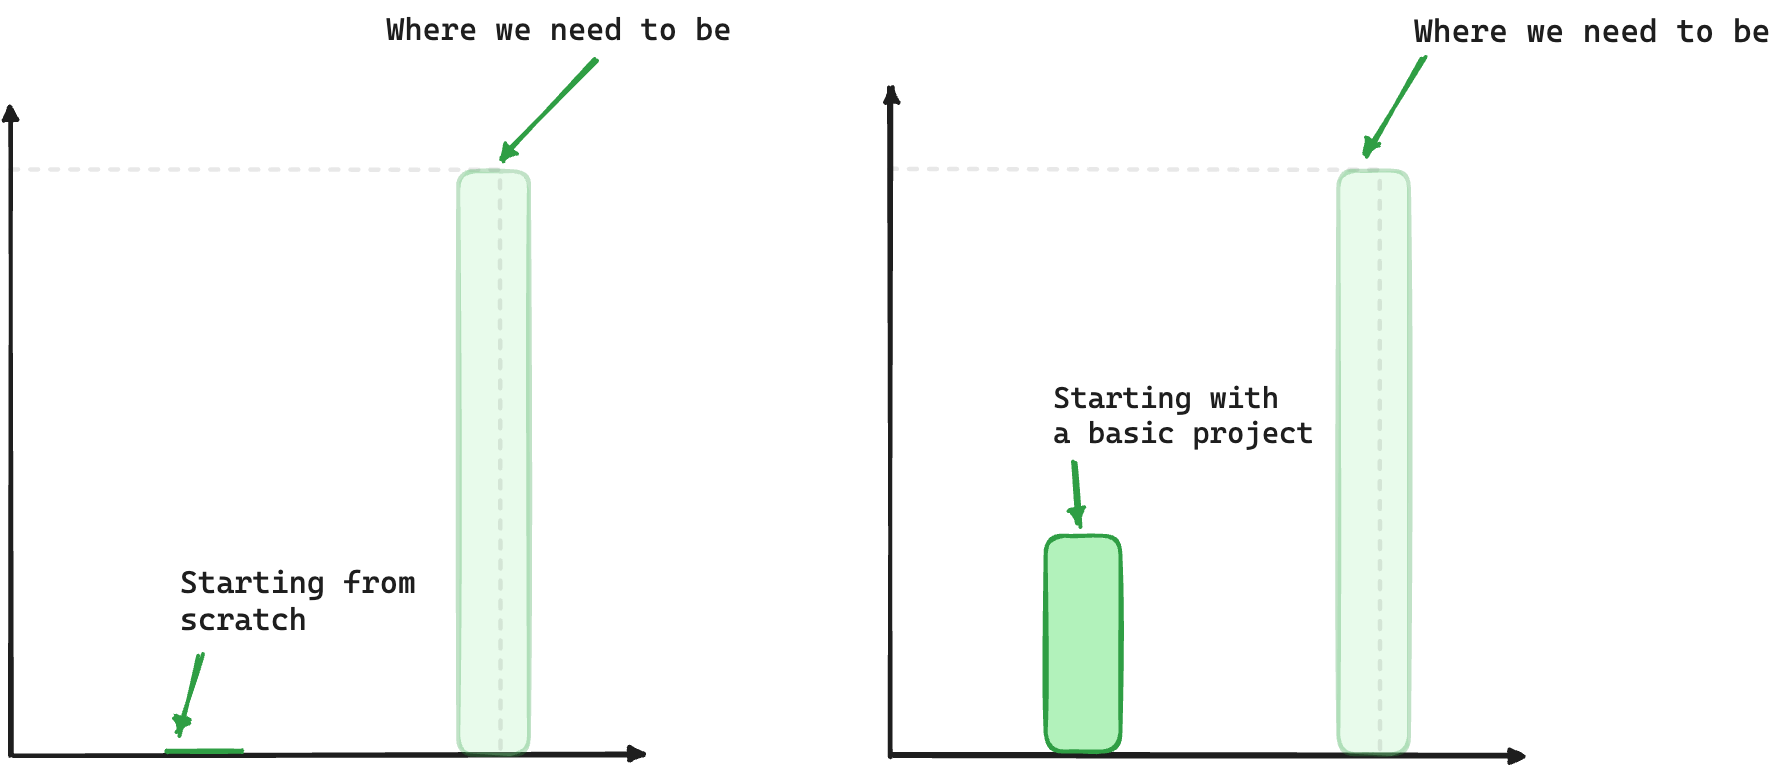 Where we need to be
Starting from
scratch
Where we need to be
Starting with
a basic project